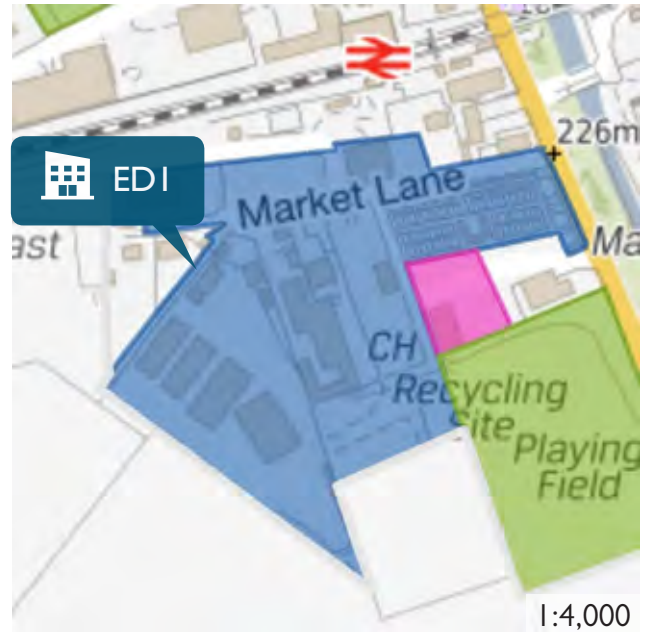 226m
ED1
Market Lane
ast
Ma
CH
Recycling
Site
Playing
Field
1:4,000